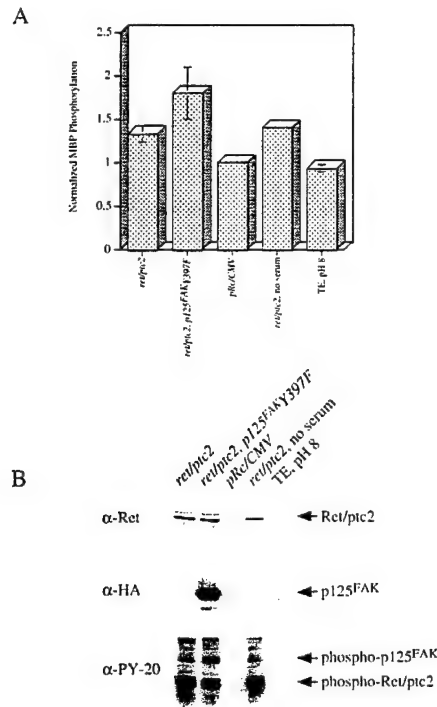 A
Normalized MBP Phosphorylation
2.5
2
1.5
1
0.5
0
ret/ptc2
ret/ptc2, p125FAKY397F
pRc/CMV
ret/ptc2, no serum
TE, pH 8
B
ret/ptc2
ret/ptc2, p125FAKY397F
pRc/CMV
ret/ptc2, no serum
TE, pH 8
α-Ret
Ret/ptc2
α-HA
p125FAK
α-PY-20
phospho-p125FAK
phospho-Ret/ptc2